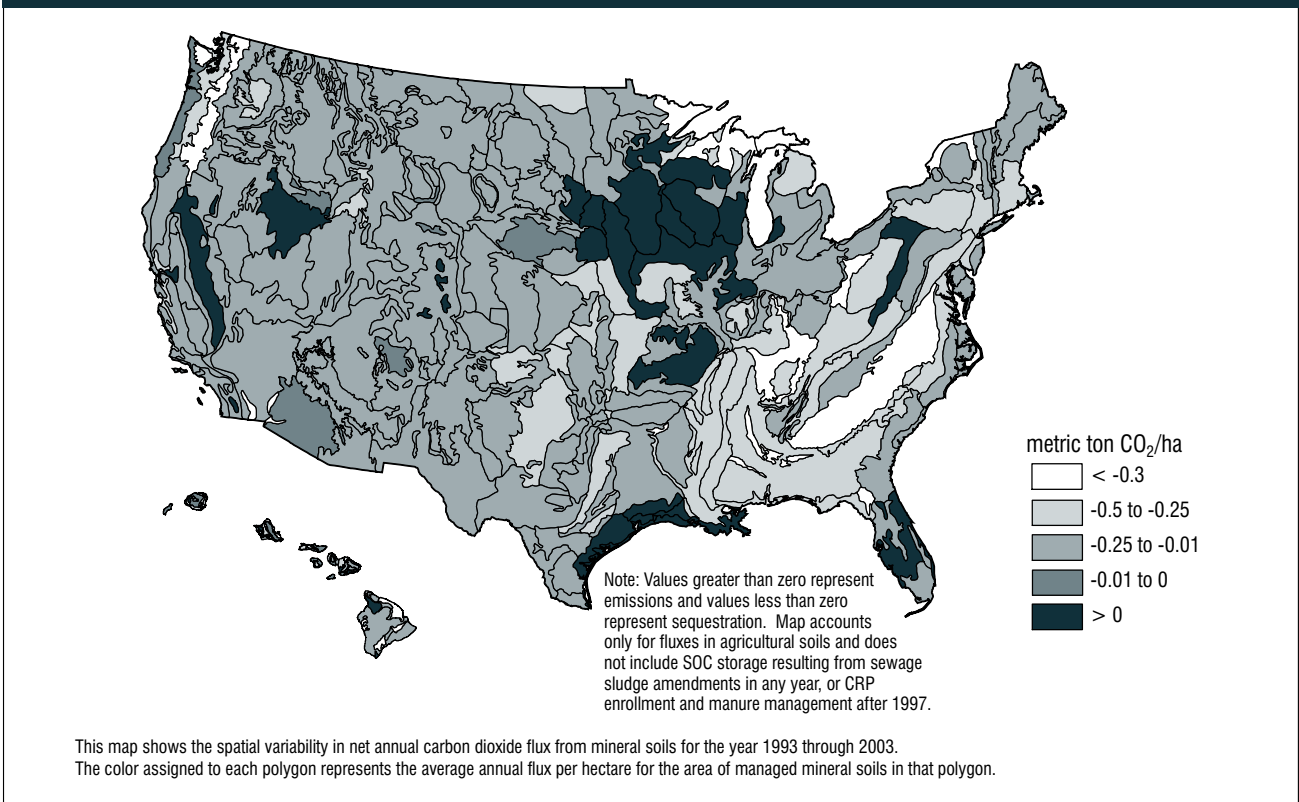 metric ton CO₂/ha
< -0.3
-0.5 to -0.25
-0.25 to -0.01
-0.01 to 0
> 0
Note: Values greater than zero represent
emissions and values less than zero
represent sequestration. Map accounts
only for fluxes in agricultural soils and does
not include SOC storage resulting from sewage
sludge amendments in any year, or CRP
enrollment and manure management after 1997.
This map shows the spatial variability in net annual carbon dioxide flux from mineral soils for the year 1993 through 2003.
The color assigned to each polygon represents the average annual flux per hectare for the area of managed mineral soils in that polygon.